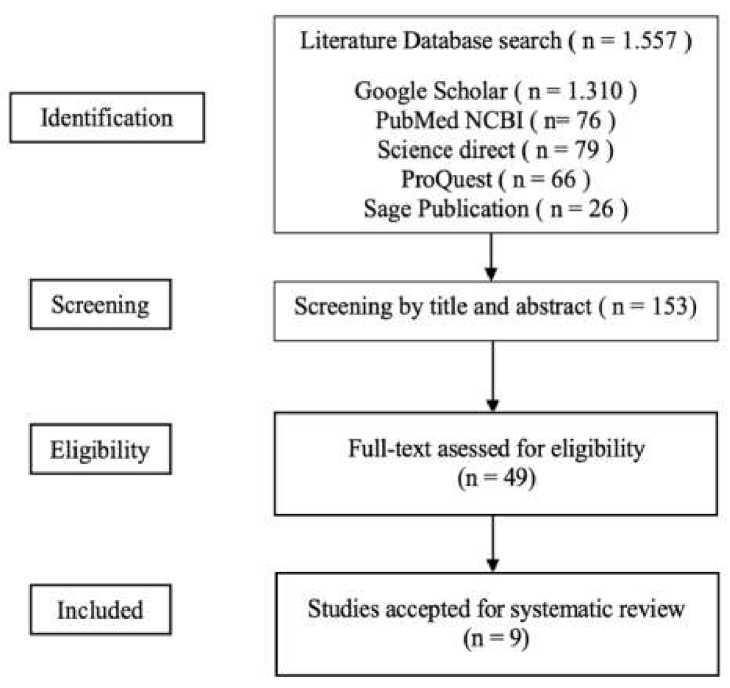 Literature Database search ( n = 1.557 )
Identification
Google Scholar ( n = 1.310 )
PubMed NCBI ( n= 76 )
Science direct ( n = 79 )
ProQuest ( n = 66 )
Sage Publication ( n = 26 )
Screening
Screening by title and abstract ( n = 153)
Eligibility
Full-text asessed for eligibility
(n = 49)
Included
Studies accepted for systematic review
(n = 9)